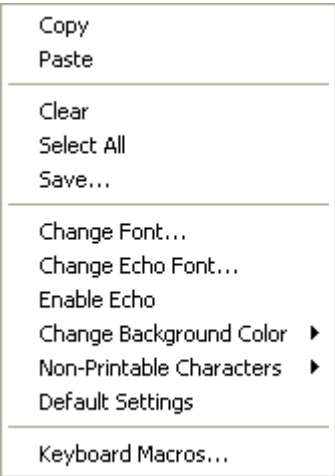 Copy
Paste
Clear
Select All
Save...
Change Font...
Change Echo Font...
Enable Echo
Change Background Color
Non-Printable Characters
Default Settings
Keyboard Macros...